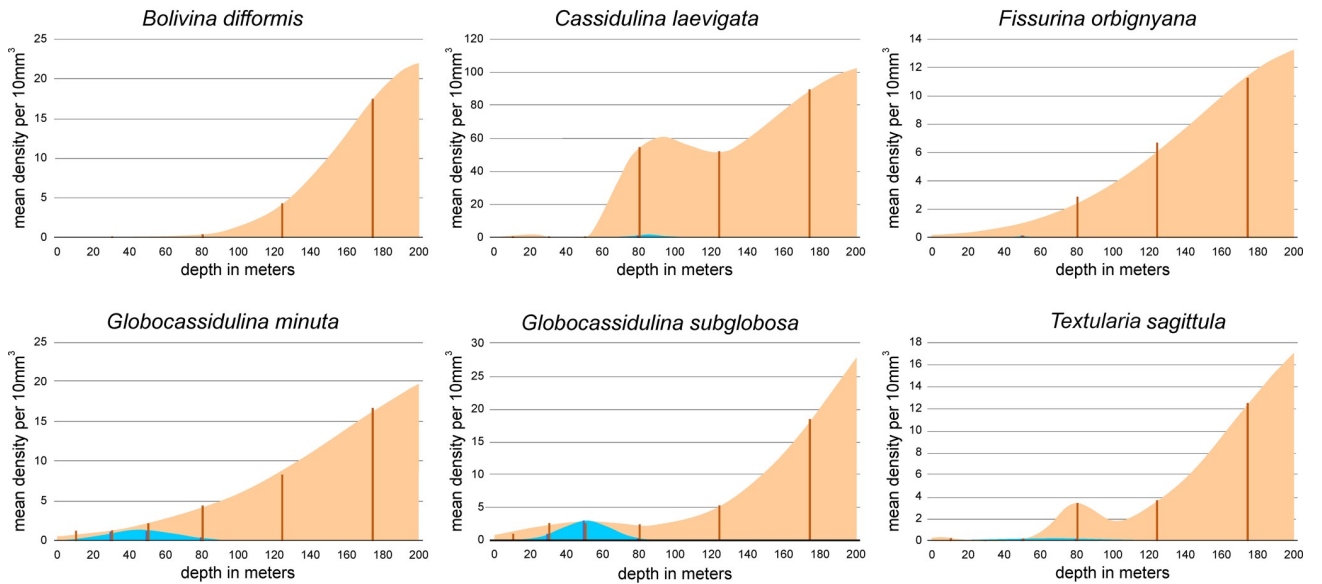 Bolivina difformis
mean density per 10mm³
25
20
15
10
5
0
0 20 40 60 80 100 120 140 160 180 200
depth in meters
Cassidulina laevigata
mean density per 10mm³
120
100
80
60
40
20
0
0 20 40 60 80 100 120 140 160 180 200
depth in meters
Fissurina orbignyana
mean density per 10mm³
14
12
10
8
6
4
2
0
0 20 40 60 80 100 120 140 160 180 200
depth in meters
Globocassidulina minuta
mean density per 10mm³
25
20
15
10
5
0
0 20 40 60 80 100 120 140 160 180 200
depth in meters
Globocassidulina subglobosa
mean density per 10mm³
30
25
20
15
10
5
0
0 20 40 60 80 100 120 140 160 180 200
depth in meters
Textularia sagittula
mean density per 10mm³
18
16
14
12
10
8
6
4
2
0
0 20 40 60 80 100 120 140 160 180 200
depth in meters